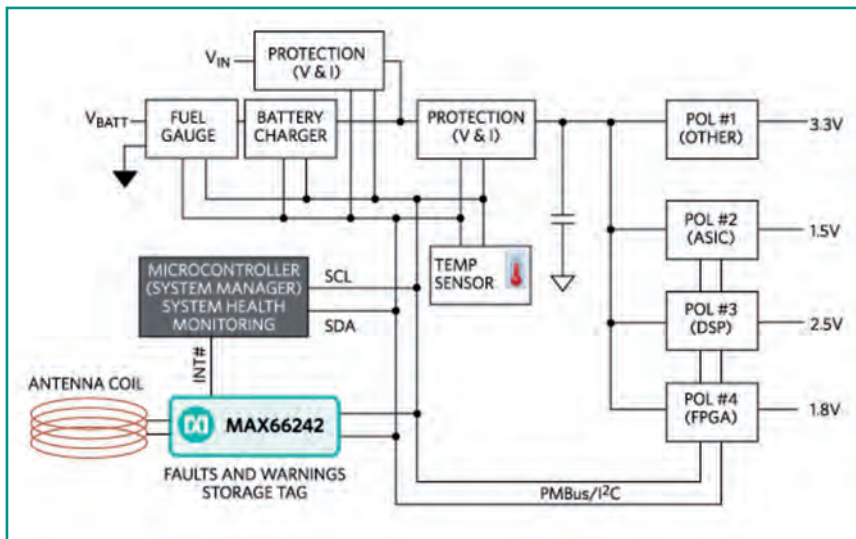 VIN
PROTECTION
(V & I)
VBATT
FUEL
GAUGE
BATTERY
CHARGER
PROTECTION
(V & I)
POL #1
(OTHER)
3.3V
POL #2
(ASIC)
1.5V
MICROCONTROLLER
(SYSTEM MANAGER)
SYSTEM HEALTH
MONITORING
SCL
SDA
TEMP
SENSOR
POL #3
(DSP)
2.5V
INT#
ANTENNA COIL
MAX66242
POL #4
(FPGA)
1.8V
FAULTS AND WARNINGS
STORAGE TAG
PMBus/I²C